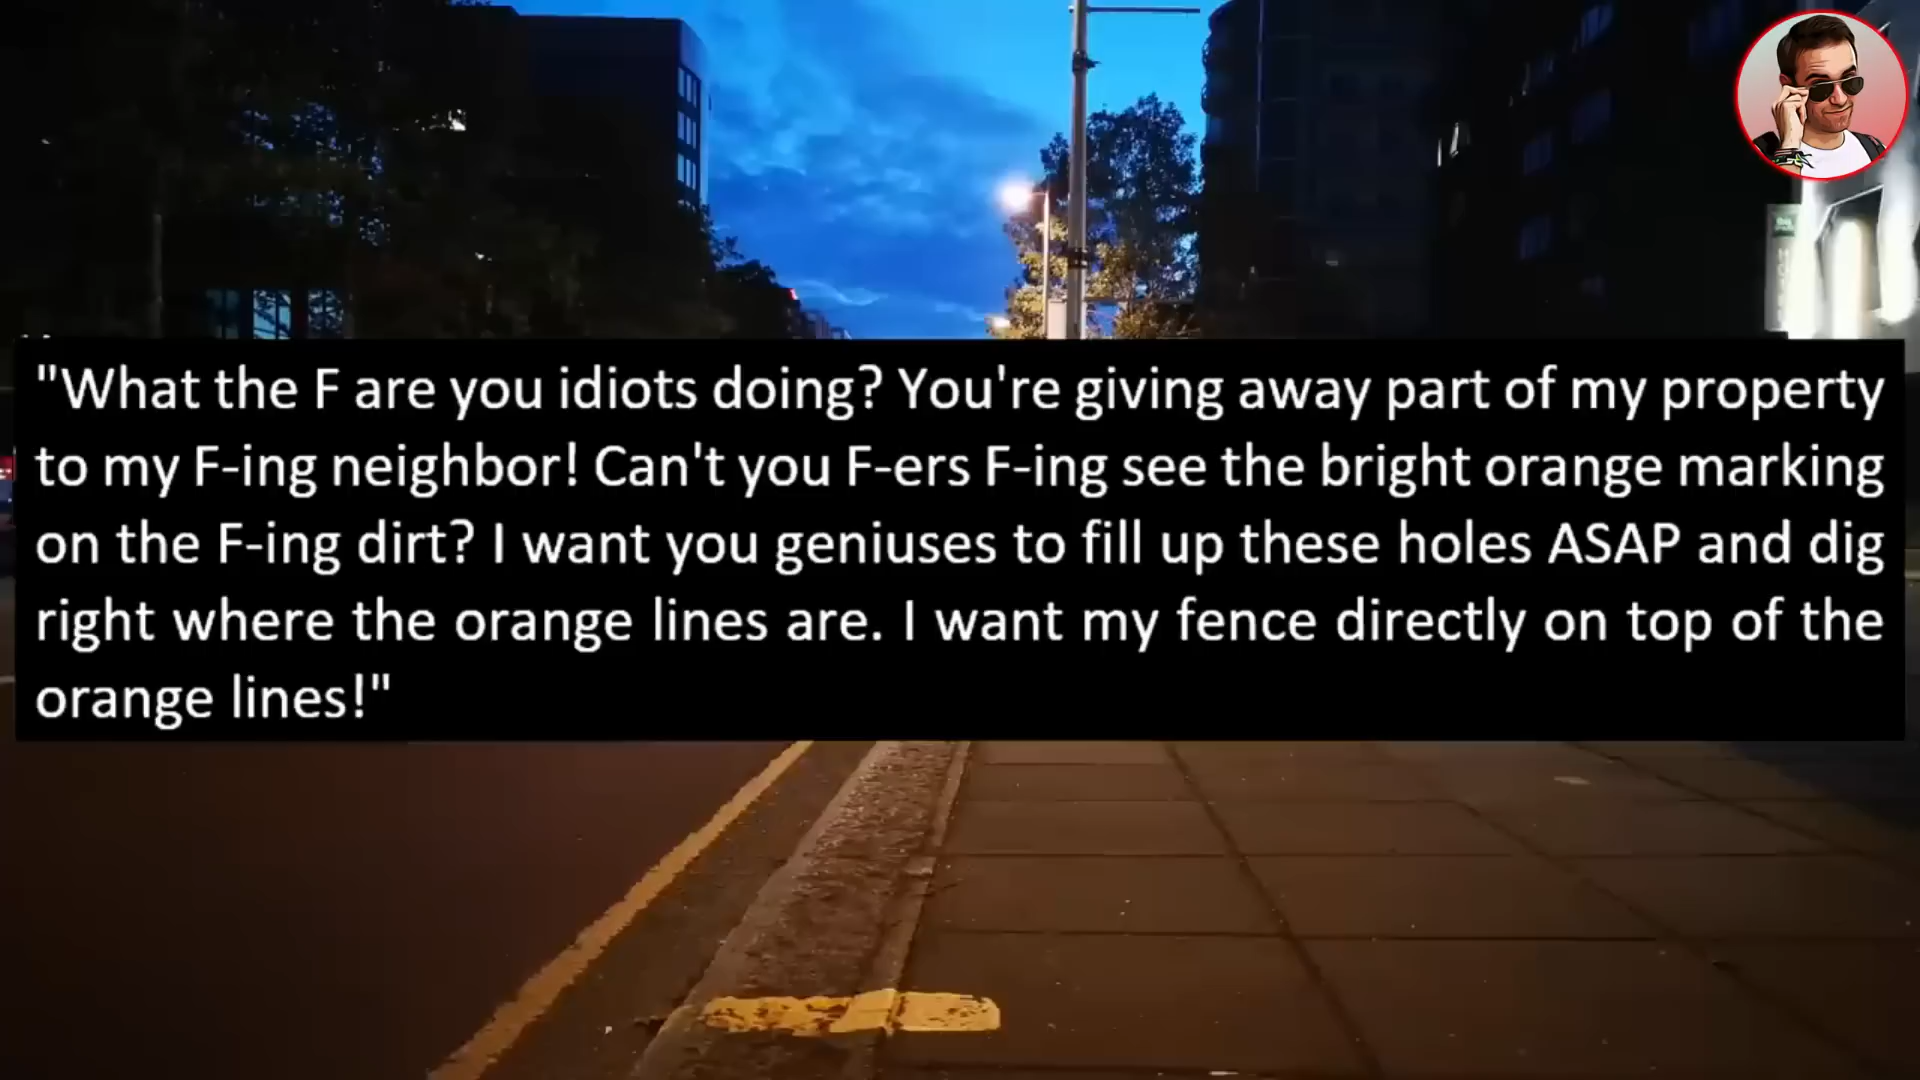 "What the F are you idiots doing? You're giving away part of my property
to my F-ing neighbor! Can't you F-ers F-ing see the bright orange marking
on the F-ing dirt? I want you geniuses to fill up these holes ASAP and dig
right where the orange lines are. I want my fence directly on top of the
orange lines!"